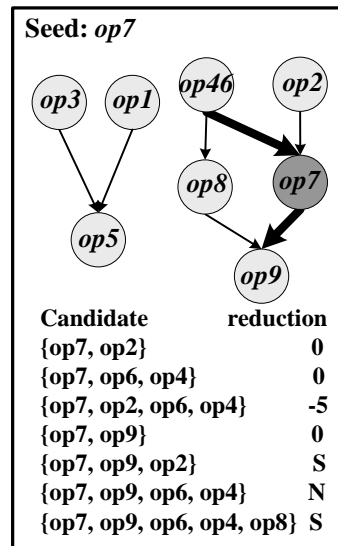 Seed: op7
op3 op1 op46 op2
op8 op7
op5
op9
Candidate reduction
{op7, op2} 0
{op7, op6, op4} 0
{op7, op2, op6, op4} -5
{op7, op9} 0
{op7, op9, op2} S
{op7, op9, op6, op4} N
{op7, op9, op6, op4, op8} S